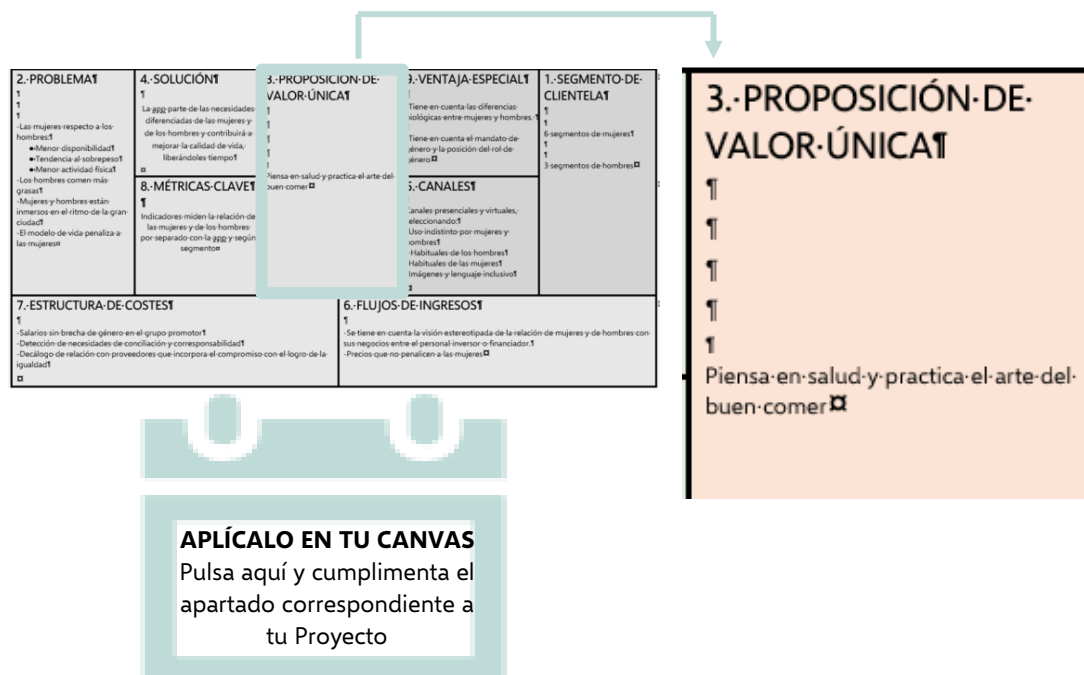 2. PROBLEMA
-Las mujeres respecto a los
hombres:
●Menor disponibilidad
●Tendencia al sobrepeso
●Menor actividad física
-Los hombres comen más
grasas
-Mujeres y hombres están
inmersos en el ritmo de la gran
ciudad
-El modelo de vida penaliza a
las mujeres
4. SOLUCIÓN
La app parte de las necesidades
diferenciadas de las mujeres y
de los hombres y contribuirá a
mejorar la calidad de vida,
liberándoles tiempo
8. MÉTRICAS CLAVE
Indicadores miden la relación de
las mujeres y de los hombres
por separado con la app y según
segmento
3. PROPOSICIÓN DE
VALOR ÚNICA
Piensa en salud y practica el arte del
buen comer
9. VENTAJA ESPECIAL
Tiene en cuenta las diferencias
biológicas entre mujeres y hombres.
Tiene en cuenta el mandato de
género y la posición del rol de
género
5. CANALES
Canales presenciales y virtuales,
seleccionando:
Uso indistinto por mujeres y
hombres
Habituales de los hombres
Habituales de las mujeres
Imágenes y lenguaje inclusivo
1. SEGMENTO DE
CLIENTELA
6 segmentos de mujeres
3 segmentos de hombres
7. ESTRUCTURA DE COSTES
-Salarios sin brecha de género en el grupo promotor
-Detección de necesidades de conciliación y corresponsabilidad
-Decálogo de relación con proveedores que incorpora el compromiso con el logro de la
igualdad
6. FLUJOS DE INGRESOS
-Se tiene en cuenta la visión estereotipada de la relación de mujeres y de hombres con
sus negocios entre el personal inversor o financiador.
-Precios que no penalicen a las mujeres
3. PROPOSICIÓN DE
VALOR ÚNICA
Piensa en salud y practica el arte del
buen comer
APLÍCALO EN TU CANVAS
Pulsa aquí y cumplimenta el
apartado correspondiente a
tu Proyecto